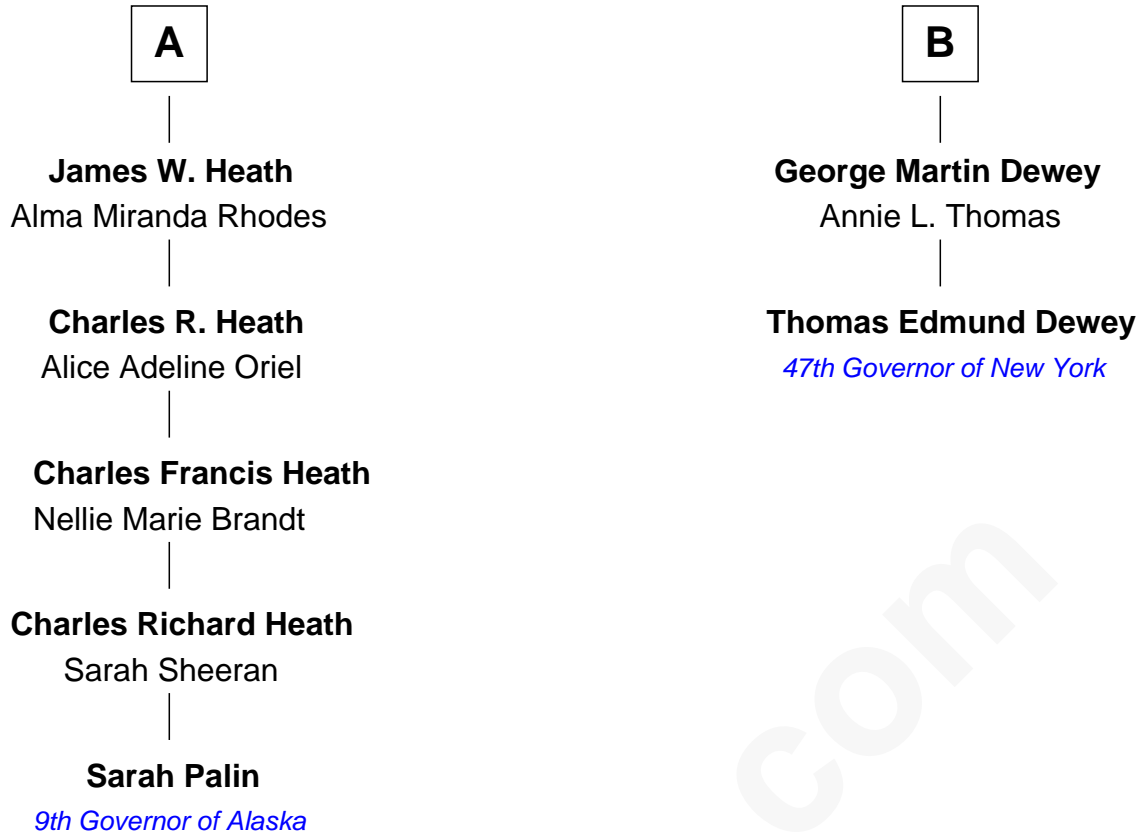 A
James W. Heath
Alma Miranda Rhodes
Charles R. Heath
Alice Adeline Oriel
Charles Francis Heath
Nellie Marie Brandt
Charles Richard Heath
Sarah Sheeran
Sarah Palin
9th Governor of Alaska
B
George Martin Dewey
Annie L. Thomas
Thomas Edmund Dewey
47th Governor of New York
com